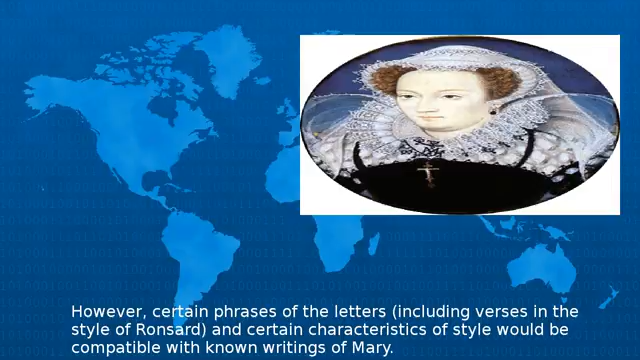 However, certain phrases of the letters (including verses in the
style of Ronsard) and certain characteristics of style would be
compatible with known writings of Mary.